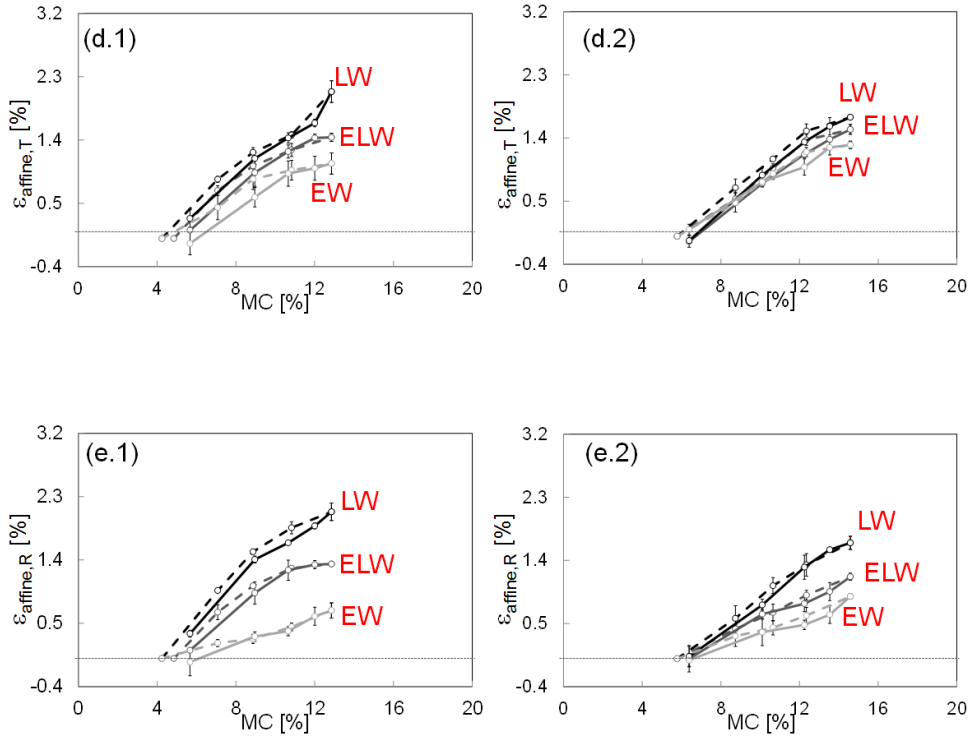 (d.1)
3.2
2.3
1.4
0.5
-0.4
εaffine,T [%]
LW
ELW
EW
0 4 8 12 16 20
MC [%]
(d.2)
3.2
2.3
1.4
0.5
-0.4
εaffine,T [%]
LW
ELW
EW
0 4 8 12 16 20
MC [%]
(e.1)
3.2
2.3
1.4
0.5
-0.4
εaffine,R [%]
LW
ELW
EW
0 4 8 12 16 20
MC [%]
(e.2)
3.2
2.3
1.4
0.5
-0.4
εaffine,R [%]
LW
ELW
EW
0 4 8 12 16 20
MC [%]